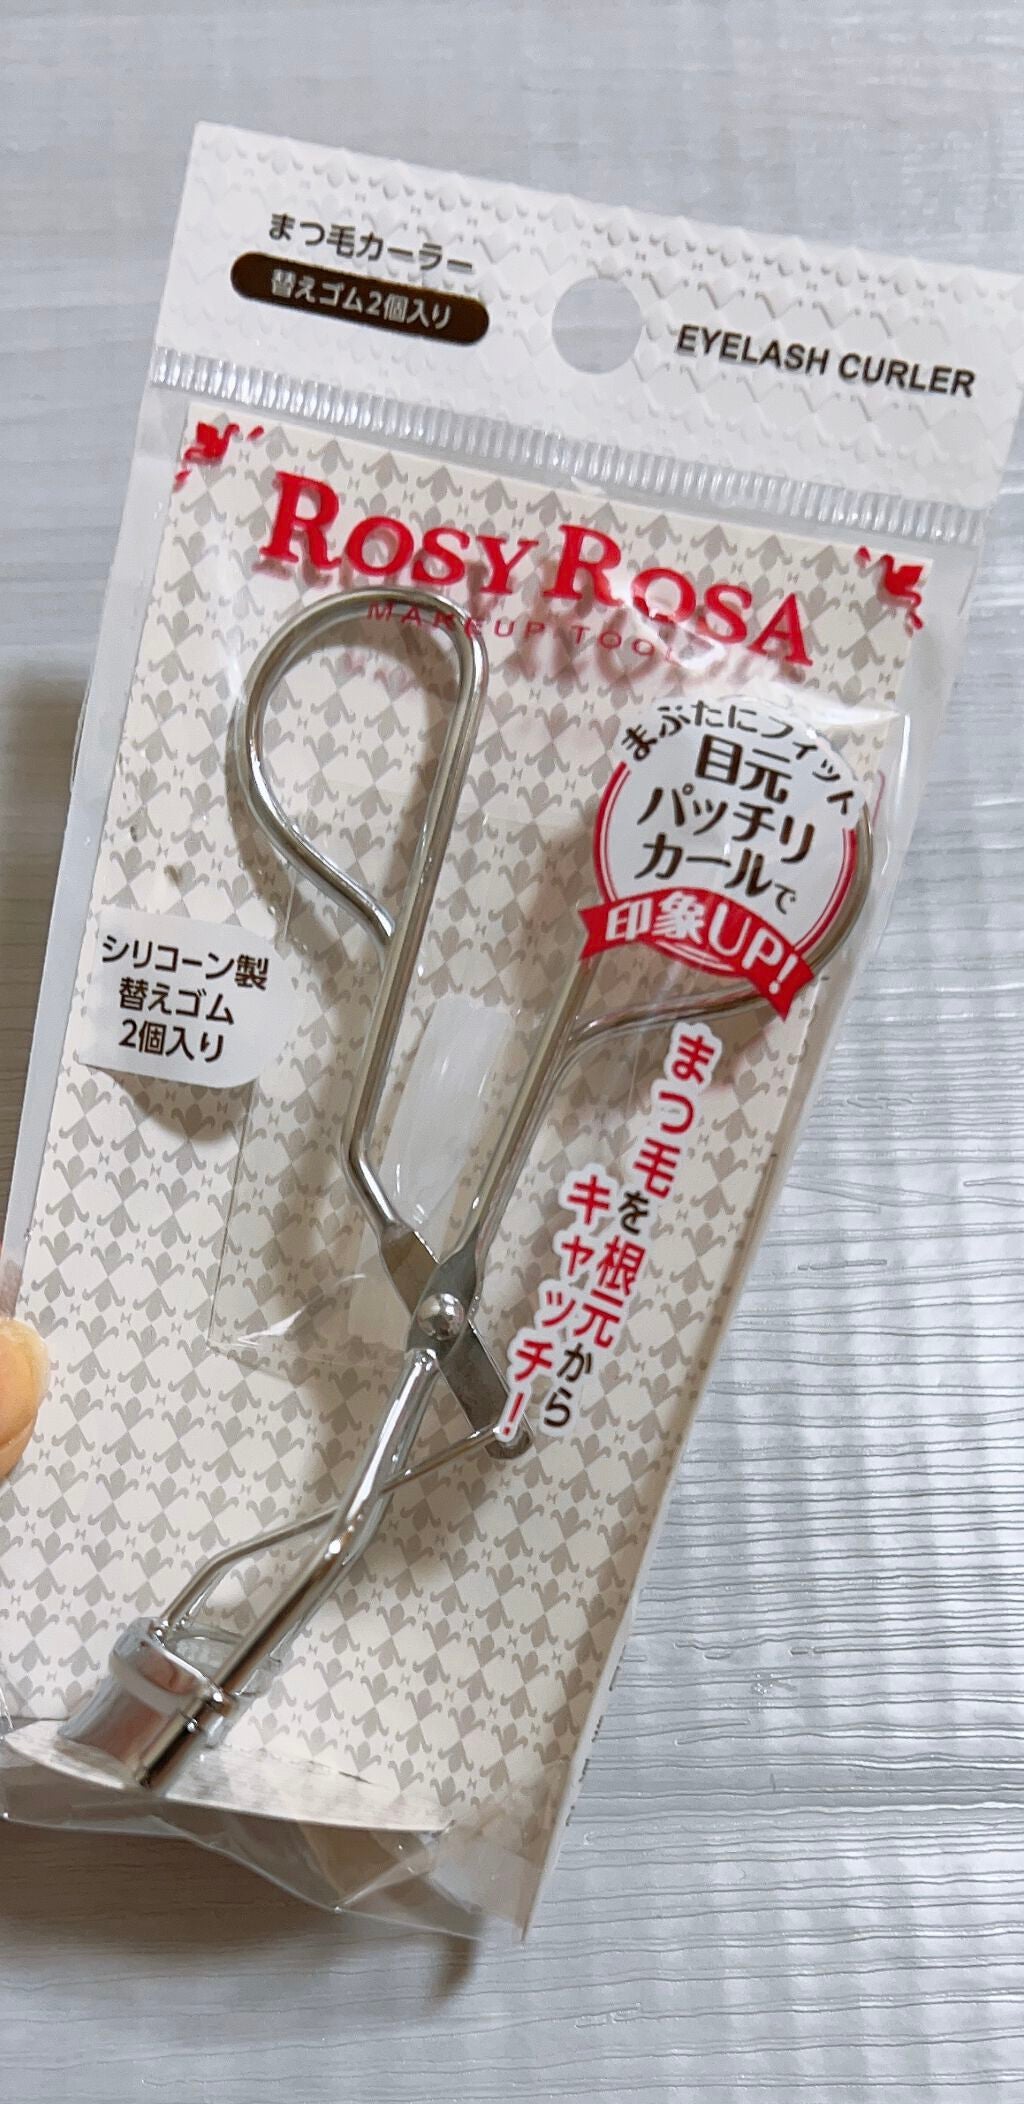 まつ毛カーラー
替えゴム2個入り
EYELASH CURLER
ROSY ROSA
MAKEUP TOOLS
まぶたにフィット
目元
パッチリ
カールで
印象UP!
シリコーン製
替えゴム
2個入り
まつ毛を根元から
キャッチ!